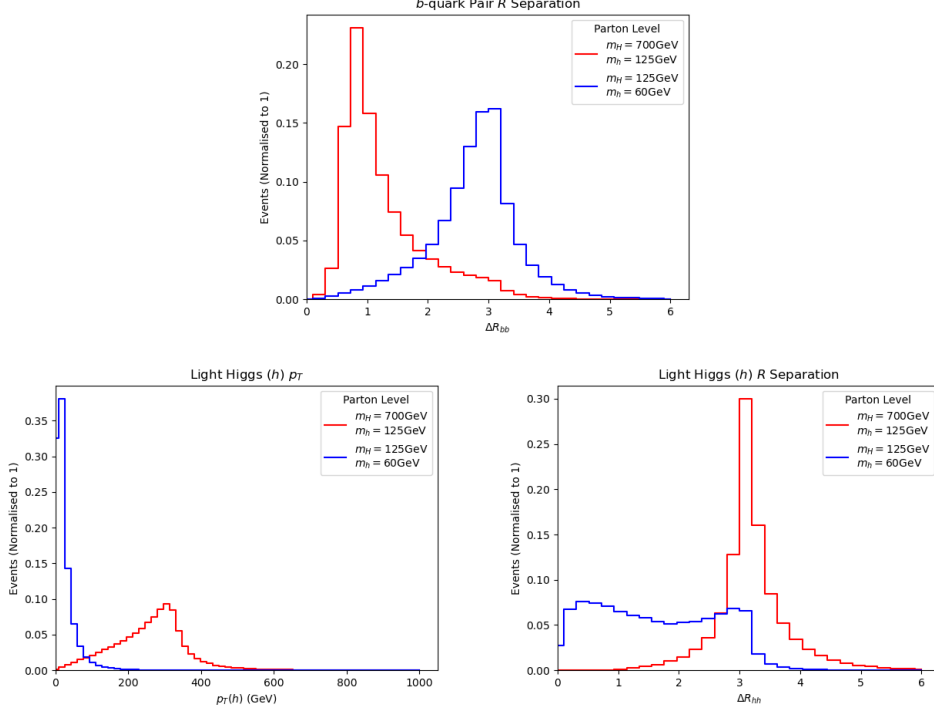 b-quark Pair R Separation
Events (Normalised to 1)
0.20
0.15
0.10
0.05
0.00
0 1 2 3 4 5 6
ΔR_bb
Parton Level
m_H = 700GeV
m_h = 125GeV
m_H = 125GeV
m_h = 60GeV
Light Higgs (h) p_T
Events (Normalised to 1)
0.35
0.30
0.25
0.20
0.15
0.10
0.05
0.00
0 200 400 600 800 1000
p_T(h) (GeV)
Parton Level
m_H = 700GeV
m_h = 125GeV
m_H = 125GeV
m_h = 60GeV
Light Higgs (h) R Separation
Events (Normalised to 1)
0.30
0.25
0.20
0.15
0.10
0.05
0.00
0 1 2 3 4 5 6
ΔR_hh
Parton Level
m_H = 700GeV
m_h = 125GeV
m_H = 125GeV
m_h = 60GeV